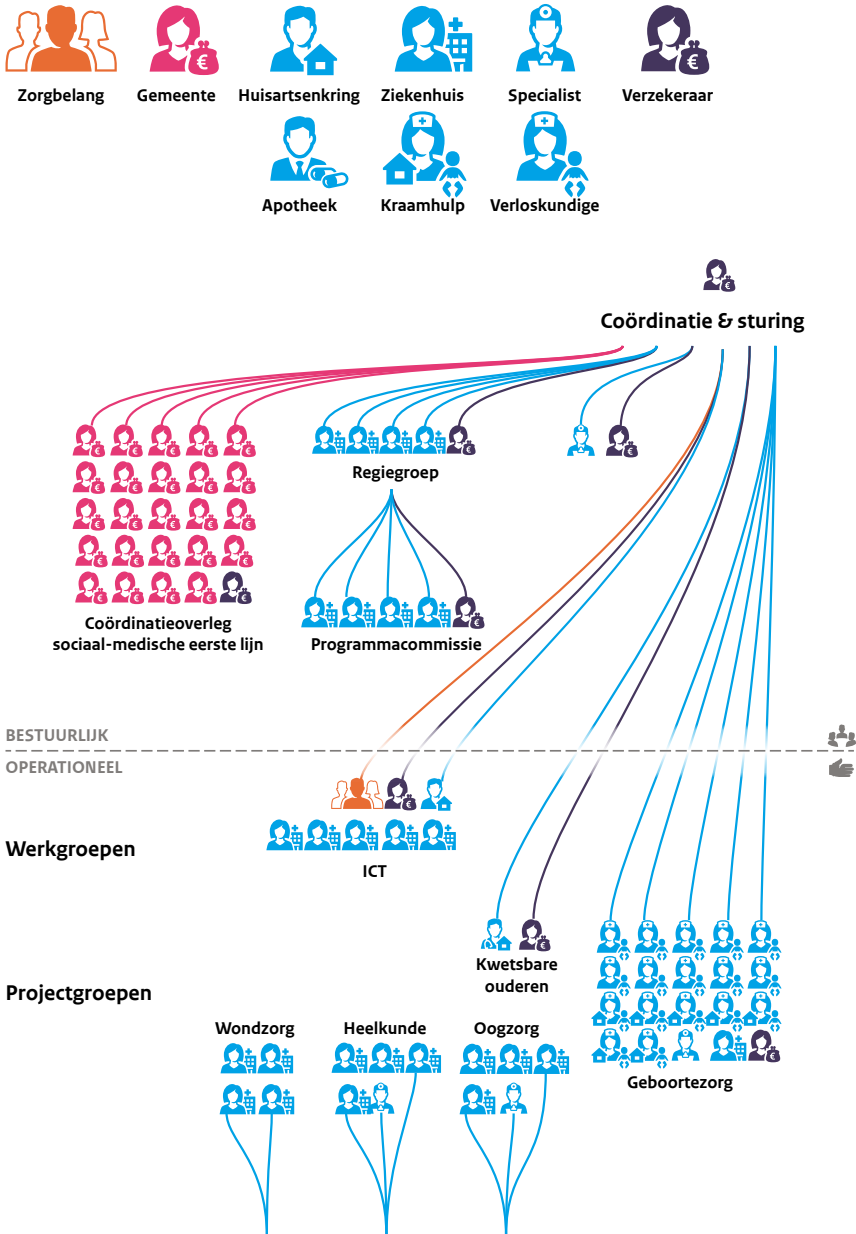 Zorgbelang Gemeente Huisartsenkring Ziekenhuis Specialist Verzekeraar
Apotheek Kraamhulp Verloskundige
Coördinatie & sturing
Regiegroep
Coördinatieoverleg
sociaal-medische eerste lijn
Programmacommissie
BESTUURLIJK
OPERATIONEEL
Werkgroepen
ICT
Kwetsbare
ouderen
Projectgroepen
Wondzorg Heelkunde Oogzorg
Geboortezorg